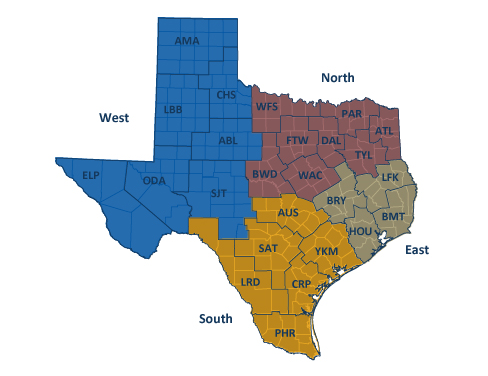 AMA
North
CHS
WFS
LBB
PAR
West
ATL
FTW
DAL
ABL
TYL
ELP
BWD
WAC
LFK
ODA
SJT
BRY
AUS
BMT
HOU
SAT
YKM
East
LRD
CRP
South
PHR